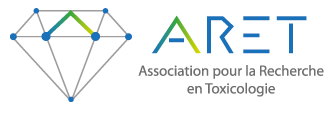 ARET
Association pour la Recherche
en Toxicologie